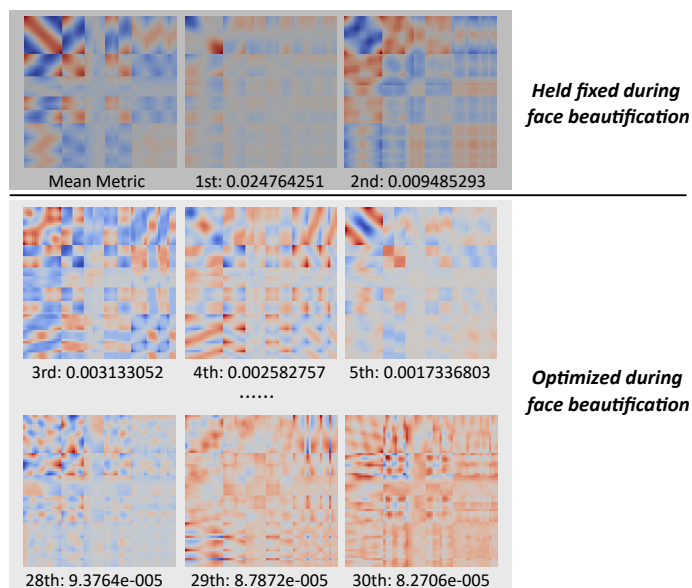 Held fixed during
face beautification
Mean Metric
1st: 0.024764251
2nd: 0.009485293
3rd: 0.003133052
4th: 0.002582757
5th: 0.0017336803
......
Optimized during
face beautification
28th: 9.3764e-005
29th: 8.7872e-005
30th: 8.2706e-005